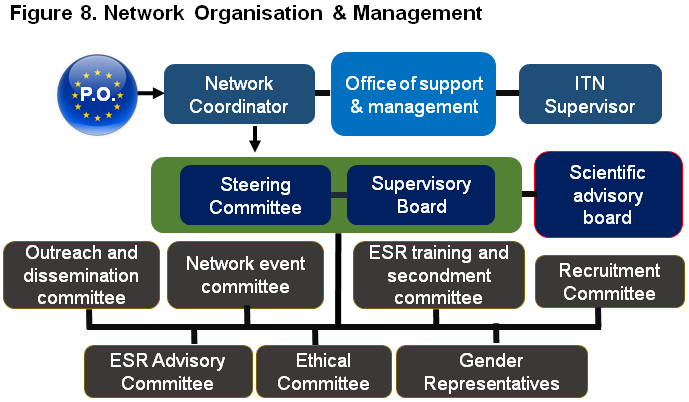 Figure 8. Network Organisation & Management
P.O.
Network
Coordinator
Office of support
& management
ITN
Supervisor
Steering
Committee
Supervisory
Board
Scientific
advisory
board
Outreach and
dissemination
committee
Network event
committee
ESR training and
secondment
committee
Recruitment
Committee
ESR Advisory
Committee
Ethical
Committee
Gender
Representatives